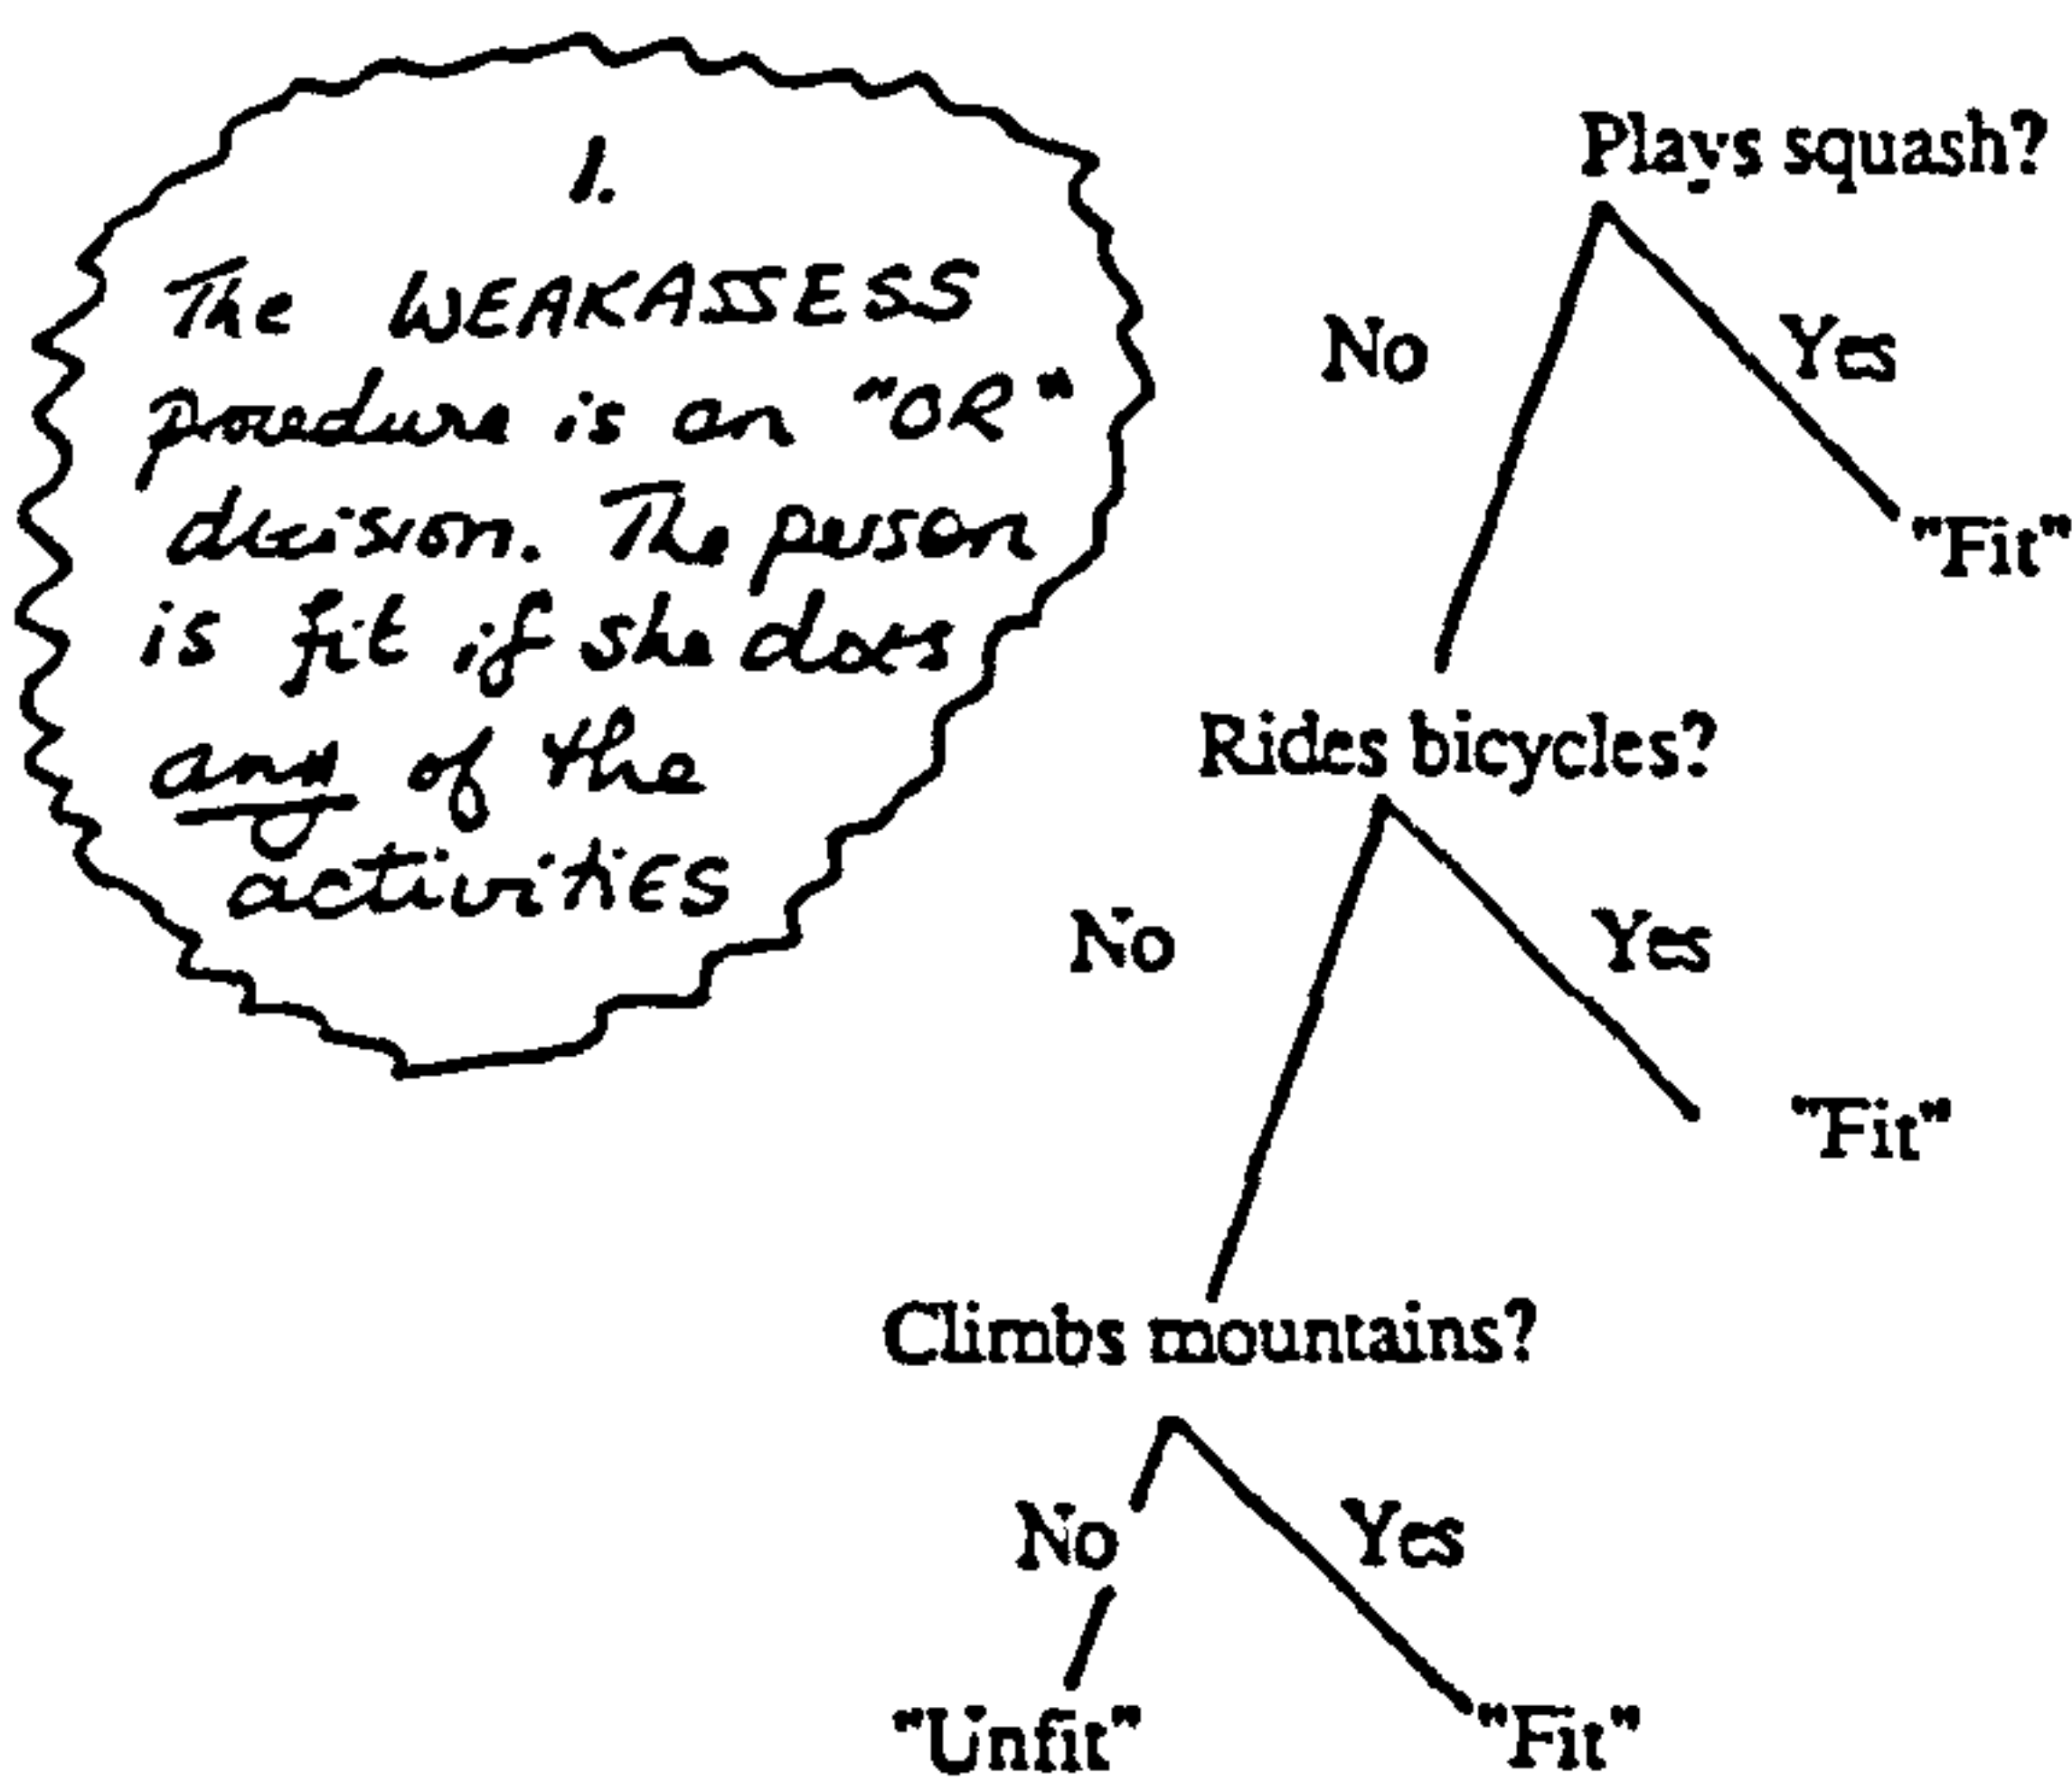 1.
The WEAKASSESS
procedure is an "OR"
decision. The person
is fit if she does
any of the
activities
Plays squash?
No
Yes
"Fit"
Rides bicycles?
No
Yes
"Fit"
Climbs mountains?
No
Yes
"Unfit"
"Fit"